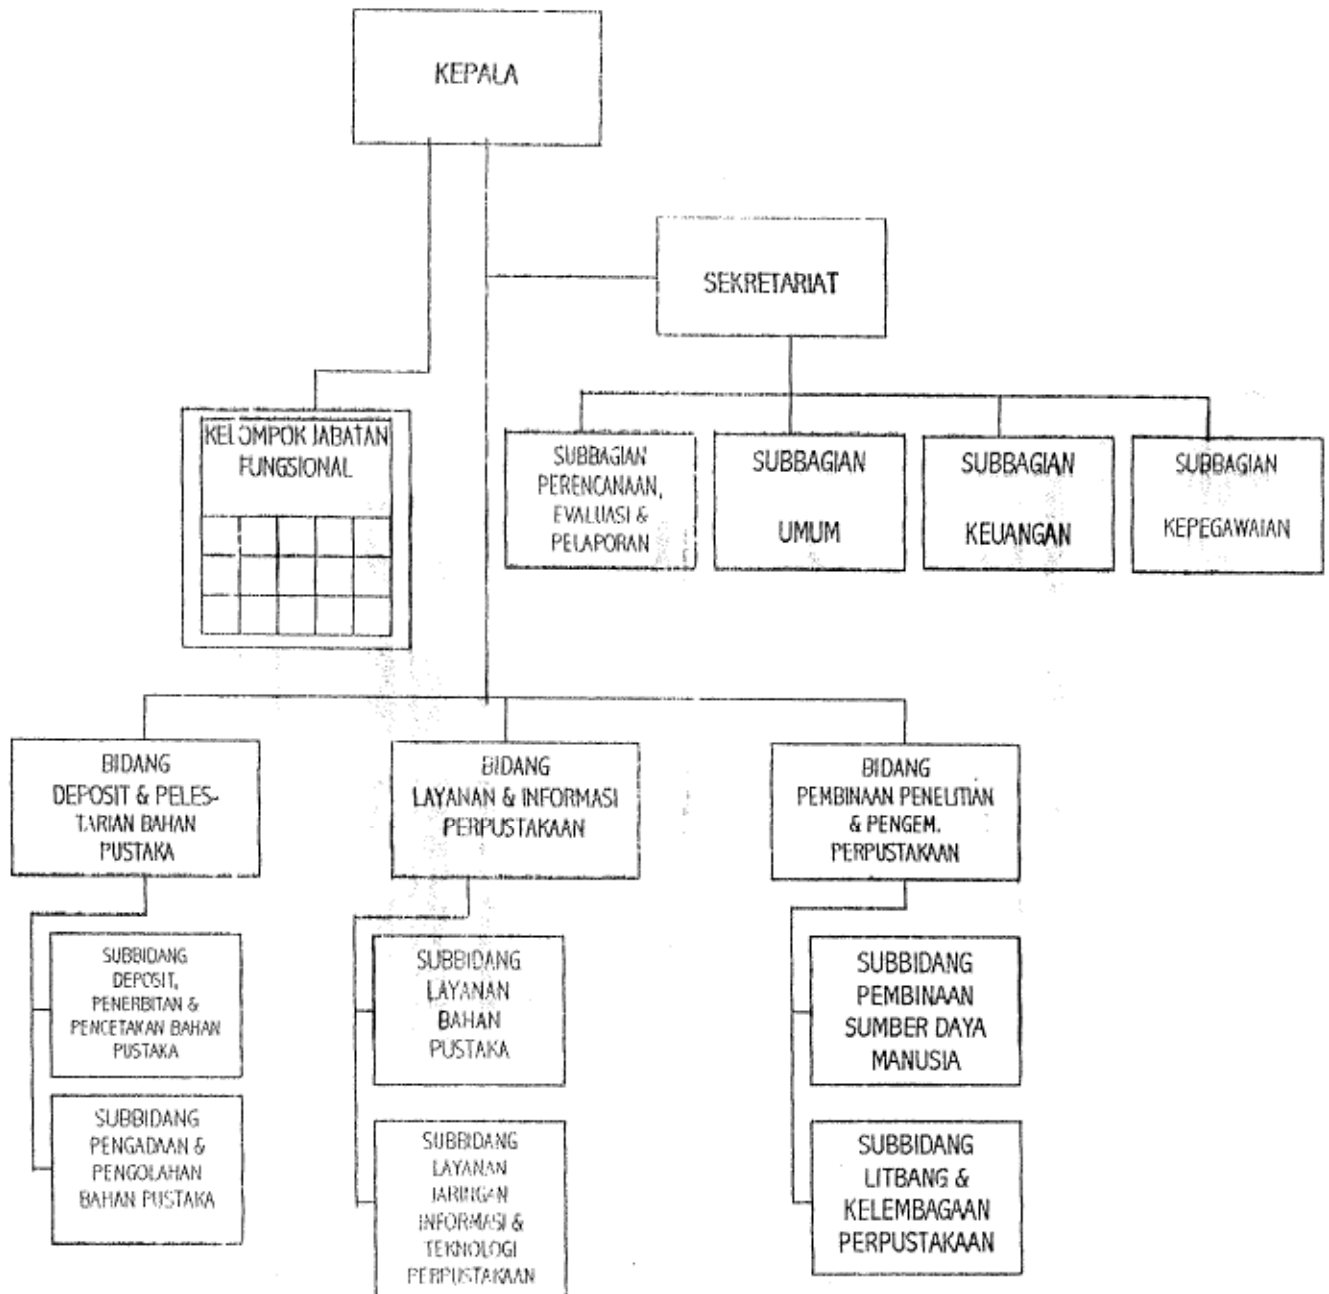 KEPALA
SEKRETARIAT
KELOMPOK JABATAN
FUNGSIONAL
SUBBAGIAN
PERENCANAAN,
EVALUASI &
PELAPORAN
SUBBAGIAN
UMUM
SUBBAGIAN
KEUANGAN
SUBBAGIAN
KEPEGAWAIAN
BIDANG
DEPOSIT & PELES-
TARIAN BAHAN
PUSTAKA
BIDANG
LAYANAN & INFORMASI
PERPUSTAKAAN
BIDANG
PEMBINAAN PENELITIAN
& PENGEM.
PERPUSTAKAAN
SUBBIDANG
DEPOSIT,
PENERBITAN &
PENCETAKAN BAHAN
PUSTAKA
SUBBIDANG
PENGADAAN &
PENGOLAHAN
BAHAN PUSTAKA
SUBBIDANG
LAYANAN
BAHAN
PUSTAKA
SUBBIDANG
LAYANAN
JARINGAN
INFORMASI &
TEKNOLOGI
PERPUSTAKAAN
SUBBIDANG
PEMBINAAN
SUMBER DAYA
MANUSIA
SUBBIDANG
LITBANG &
KELEMBAGAAN
PERPUSTAKAAN